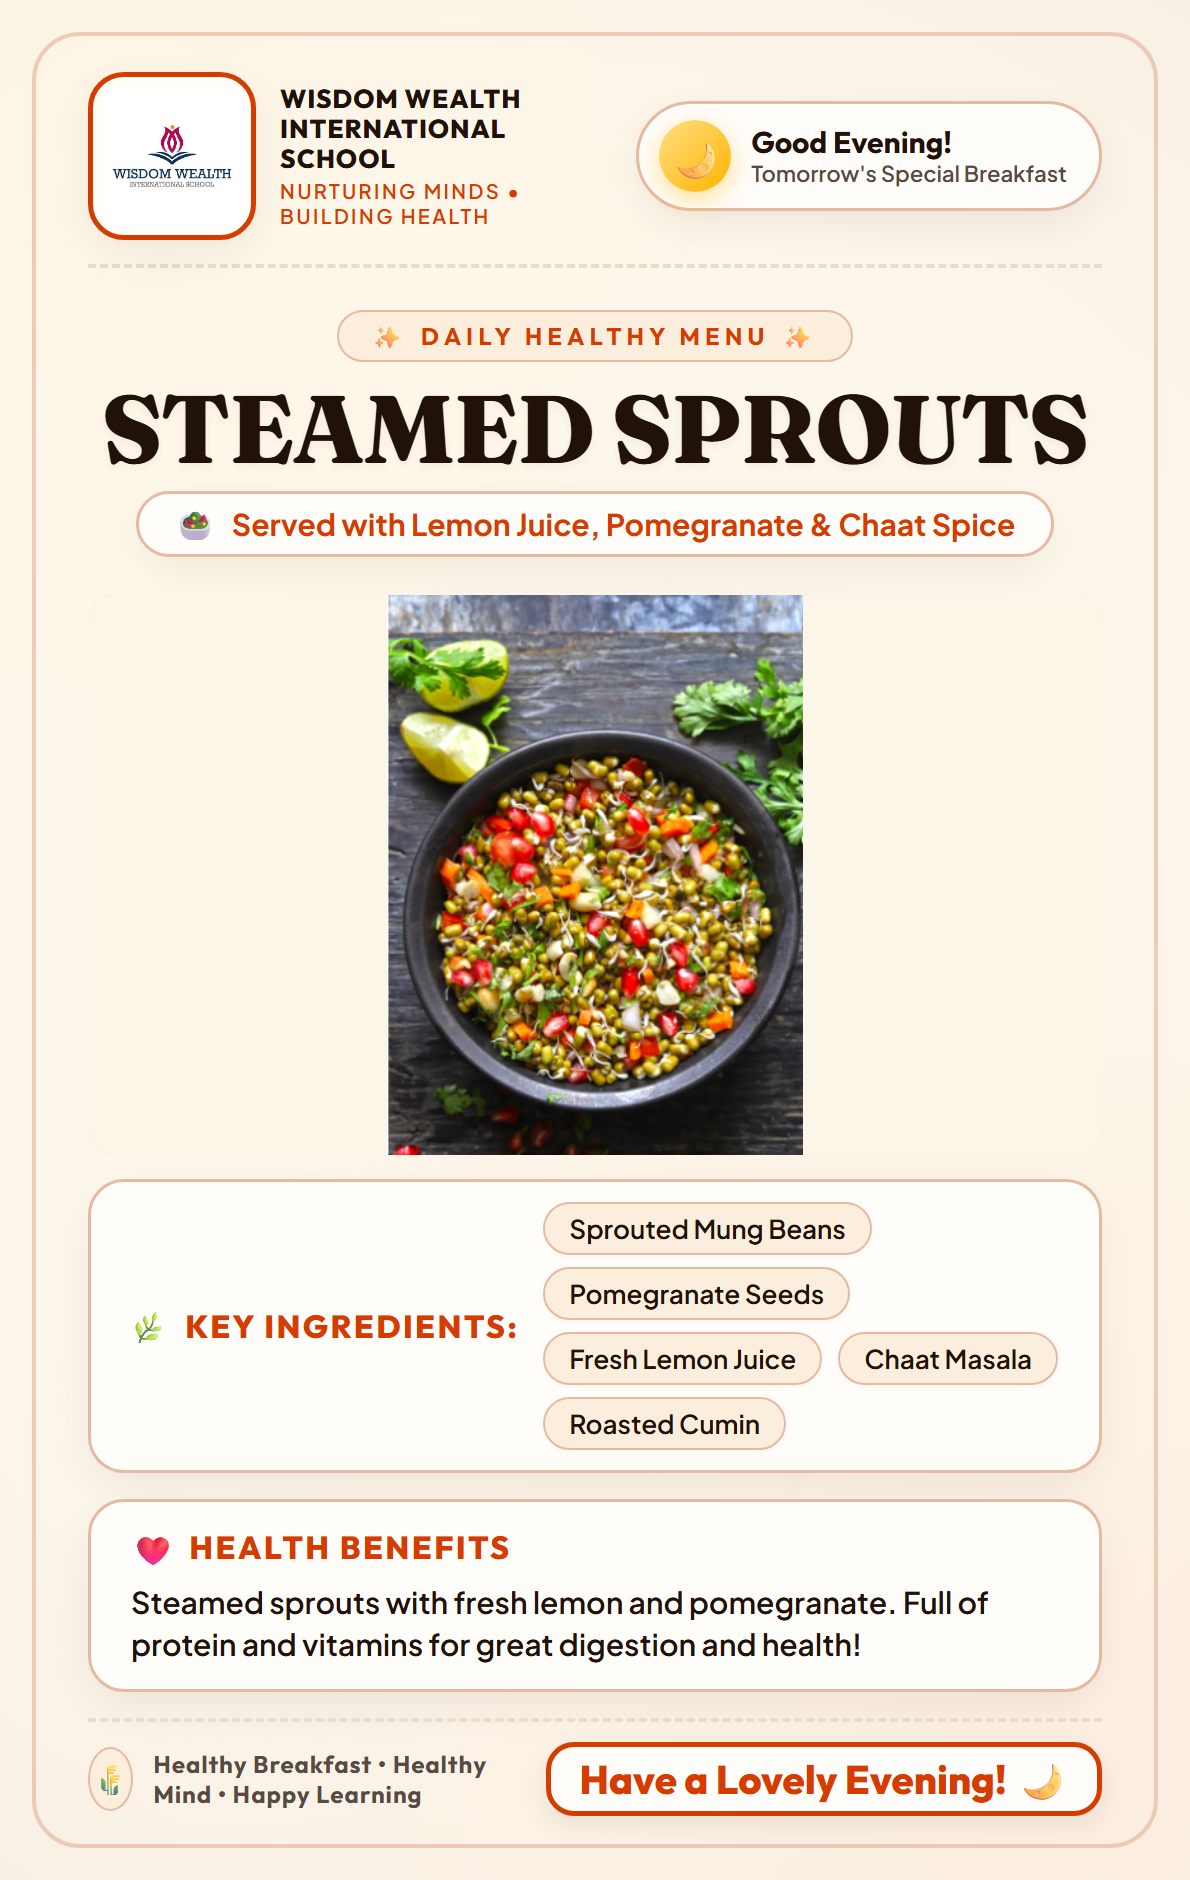 WISDOM WEALTH
INTERNATIONAL SCHOOL
WISDOM WEALTH
INTERNATIONAL
SCHOOL
NURTURING MINDS •
BUILDING HEALTH
Good Evening!
Tomorrow's Special Breakfast
DAILY HEALTHY MENU
STEAMED SPROUTS
Served with Lemon Juice, Pomegranate & Chaat Spice
KEY INGREDIENTS:
Sprouted Mung Beans
Pomegranate Seeds
Fresh Lemon Juice Chaat Masala
Roasted Cumin
HEALTH BENEFITS
Steamed sprouts with fresh lemon and pomegranate. Full of
protein and vitamins for great digestion and health!
Healthy Breakfast • Healthy
Mind • Happy Learning
Have a Lovely Evening!